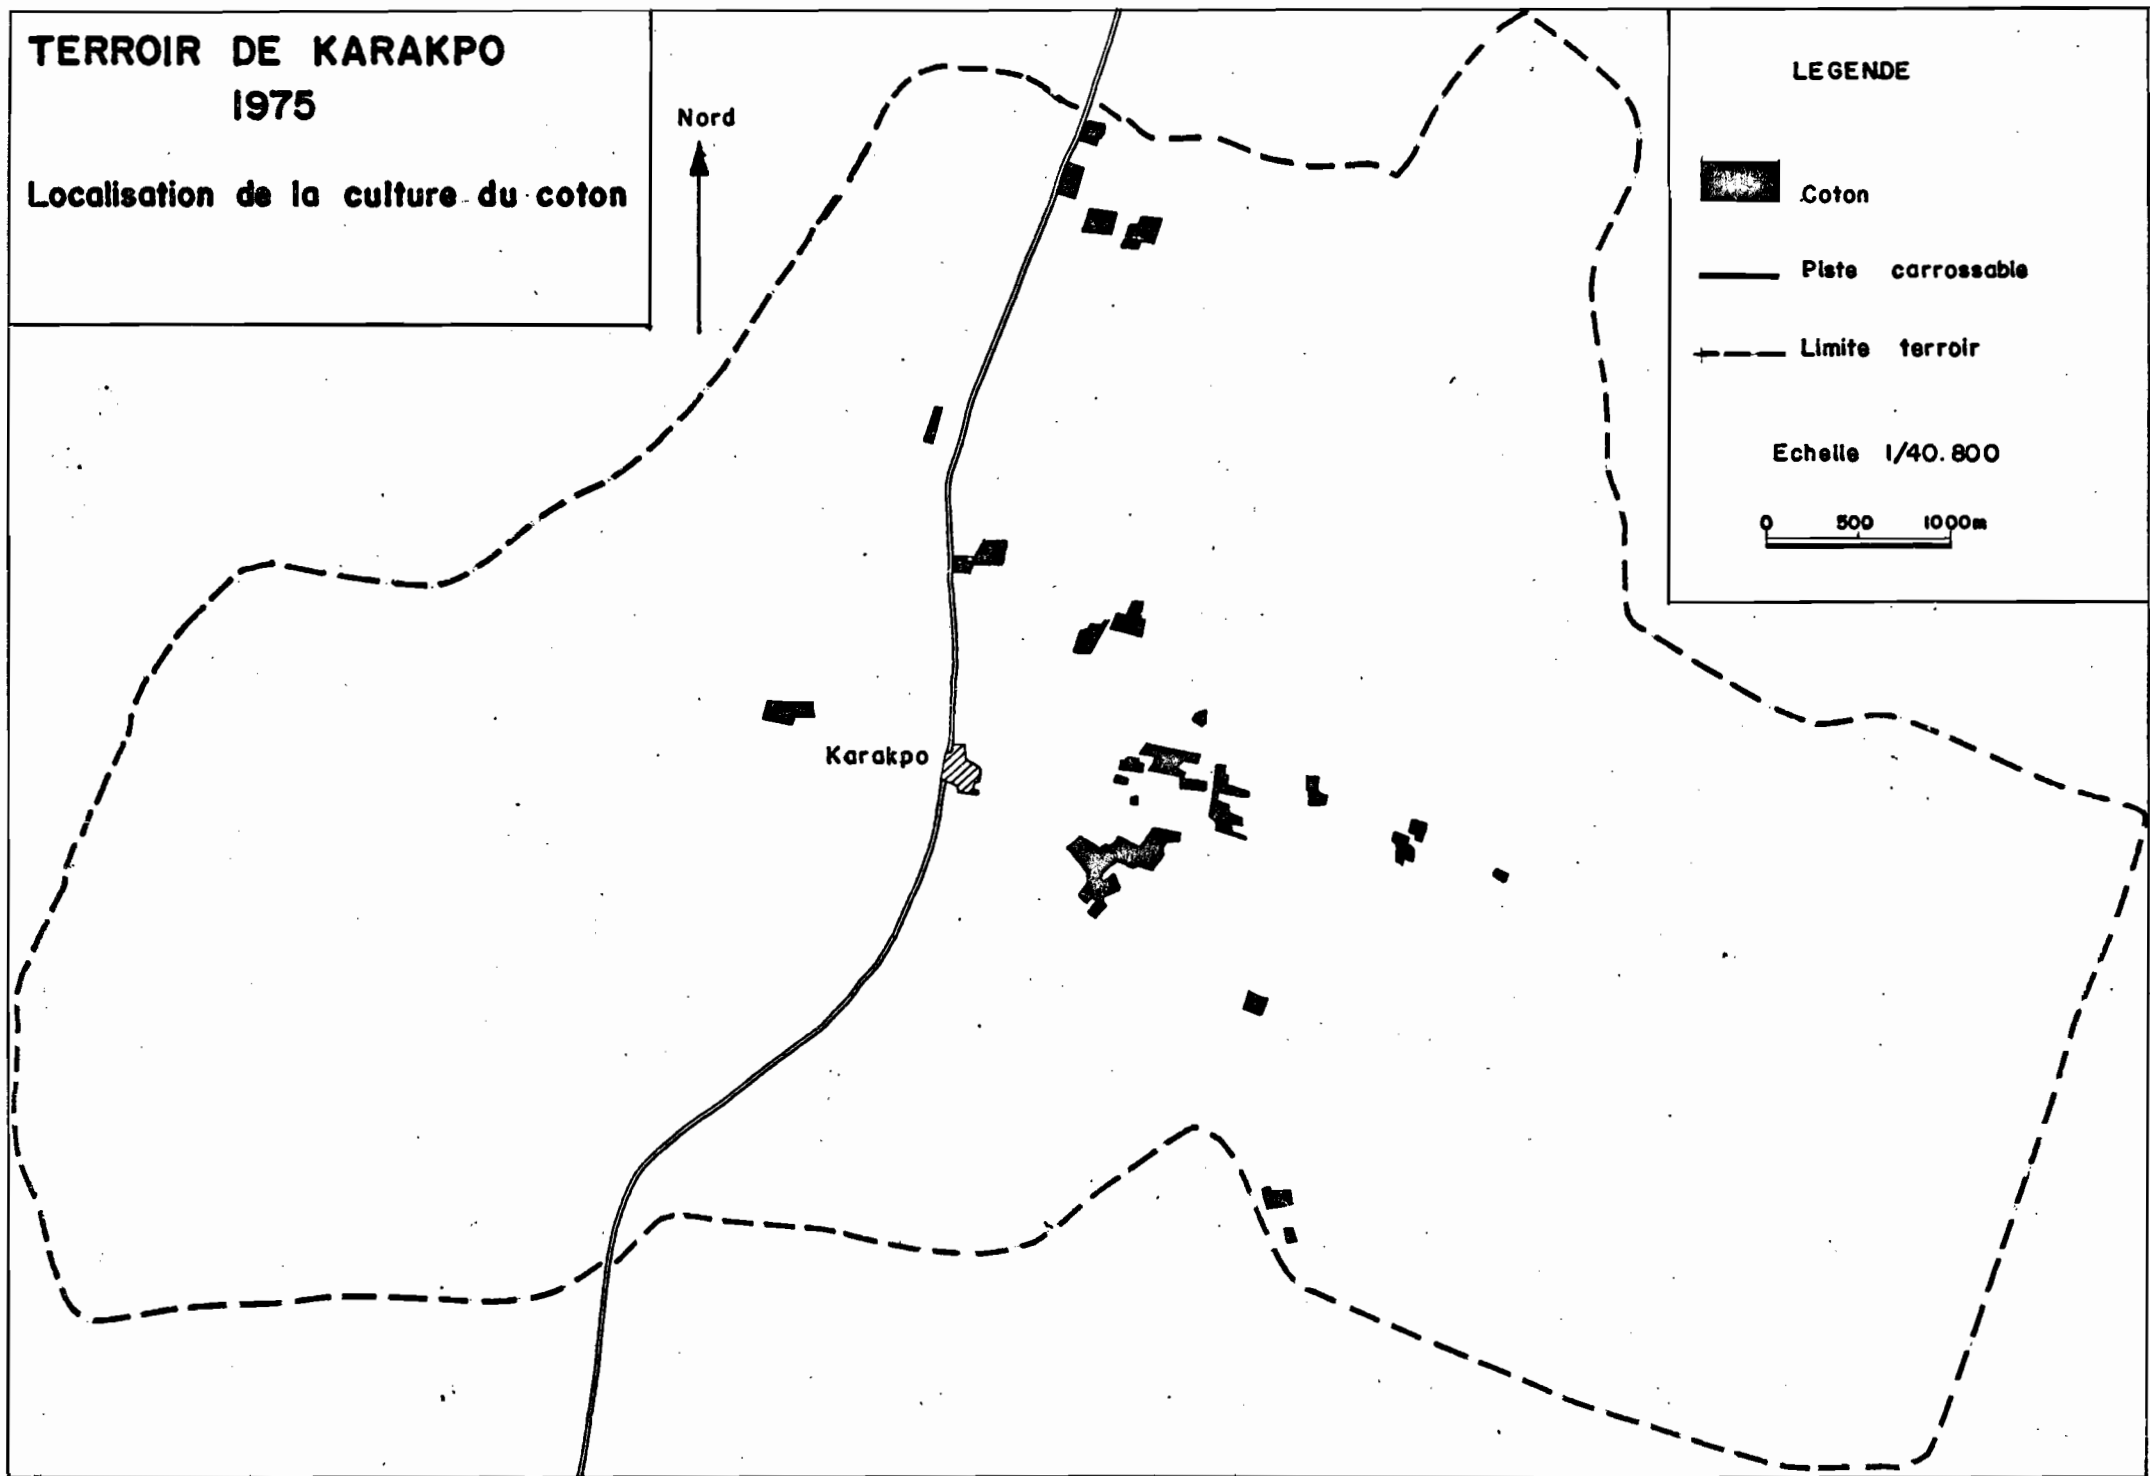 TERROIR DE KARAKPO
1975
Localisation de la culture du coton
Nord
LEGENDE
Coton
Piste carrossable
Limite terroir
Echelle 1/40.800
0 500 1000m
Karakpo